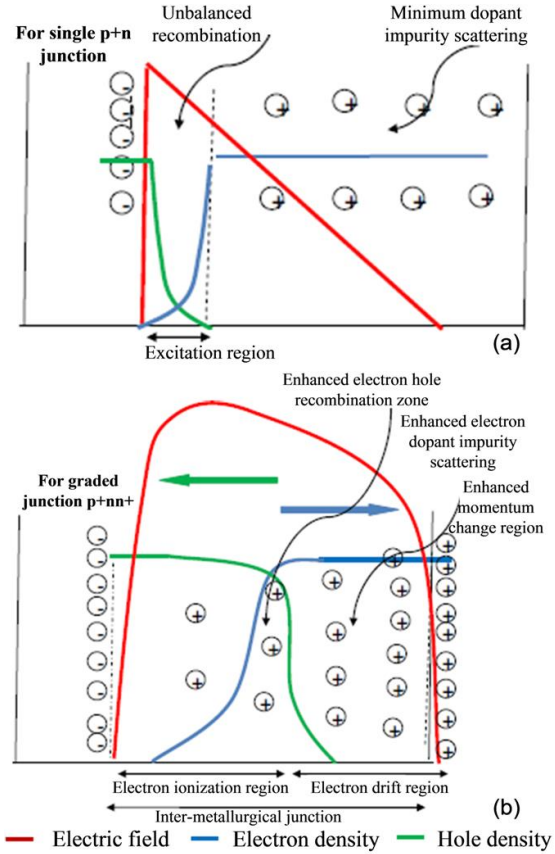 Unbalanced
recombination
Minimum dopant
impurity scattering
For single p+n
junction
Excitation region
(a)
Enhanced electron hole
recombination zone
Enhanced electron
dopant impurity
scattering
Enhanced
momentum
change region
For graded
junction p+nn+
Electron ionization region
Electron drift region
Inter-metallurgical junction
(b)
Electric field
Electron density
Hole density